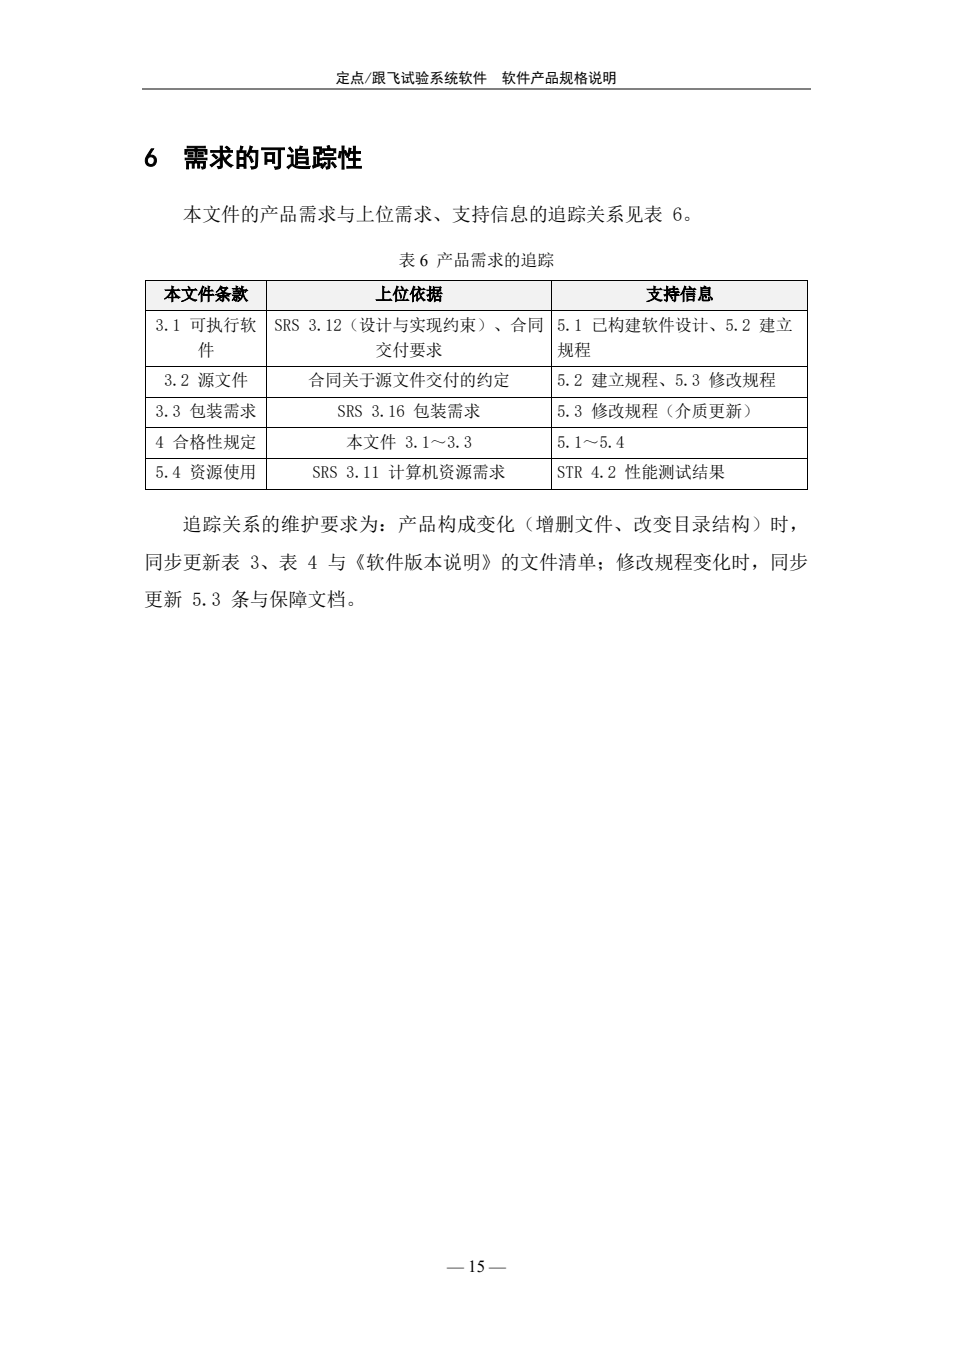 定点/跟飞试验系统软件　软件产品规格说明
6　需求的可追踪性
本文件的产品需求与上位需求、支持信息的追踪关系见表 6。
表 6 产品需求的追踪
本文件条款 上位依据 支持信息
3.1 可执行软件 SRS 3.12（设计与实现约束）、合同交付要求 5.1 已构建软件设计、5.2 建立规程
3.2 源文件 合同关于源文件交付的约定 5.2 建立规程、5.3 修改规程
3.3 包装需求 SRS 3.16 包装需求 5.3 修改规程（介质更新）
4 合格性规定 本文件 3.1～3.3 5.1～5.4
5.4 资源使用 SRS 3.11 计算机资源需求 STR 4.2 性能测试结果
追踪关系的维护要求为：产品构成变化（增删文件、改变目录结构）时，
同步更新表 3、表 4 与《软件版本说明》的文件清单；修改规程变化时，同步
更新 5.3 条与保障文档。
— 15 —